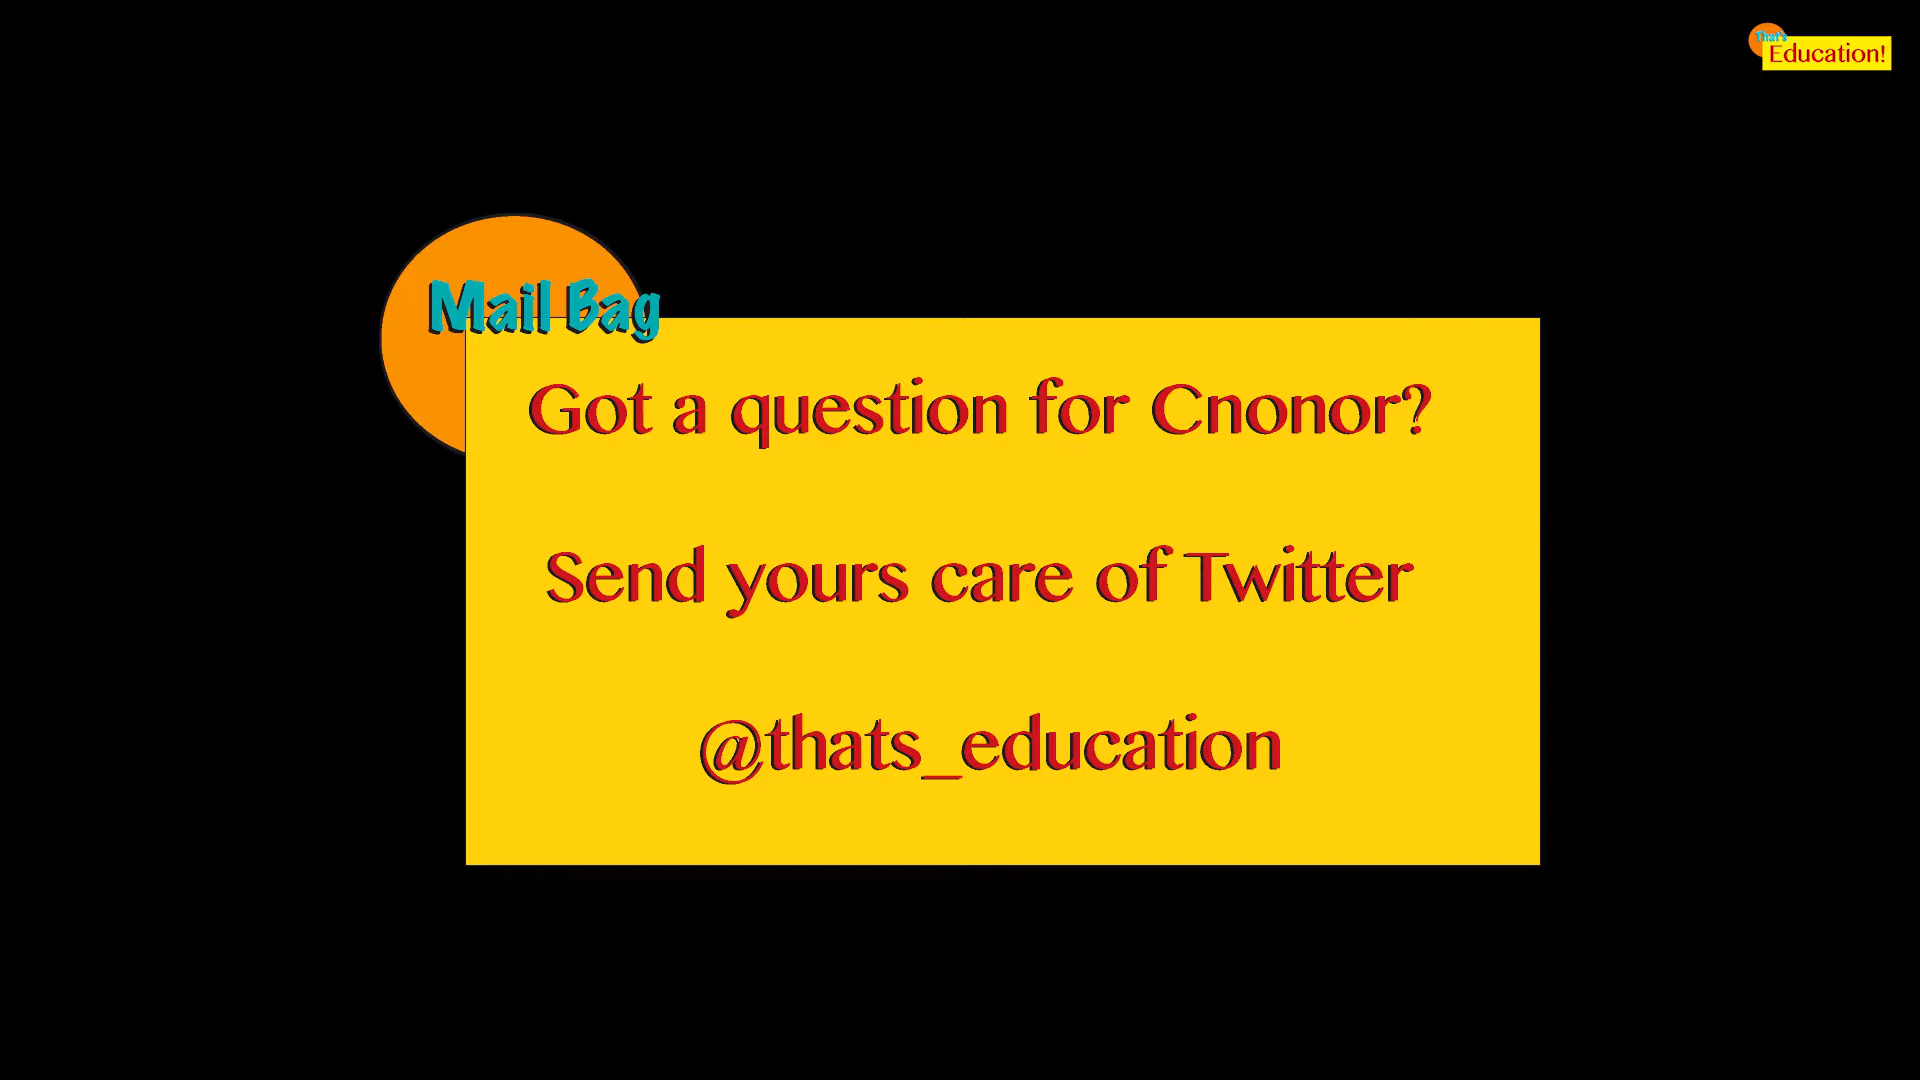 That's
Education!
Mail Bag
Got a question for Cnonor?
Send yours care of Twitter
@thats_education